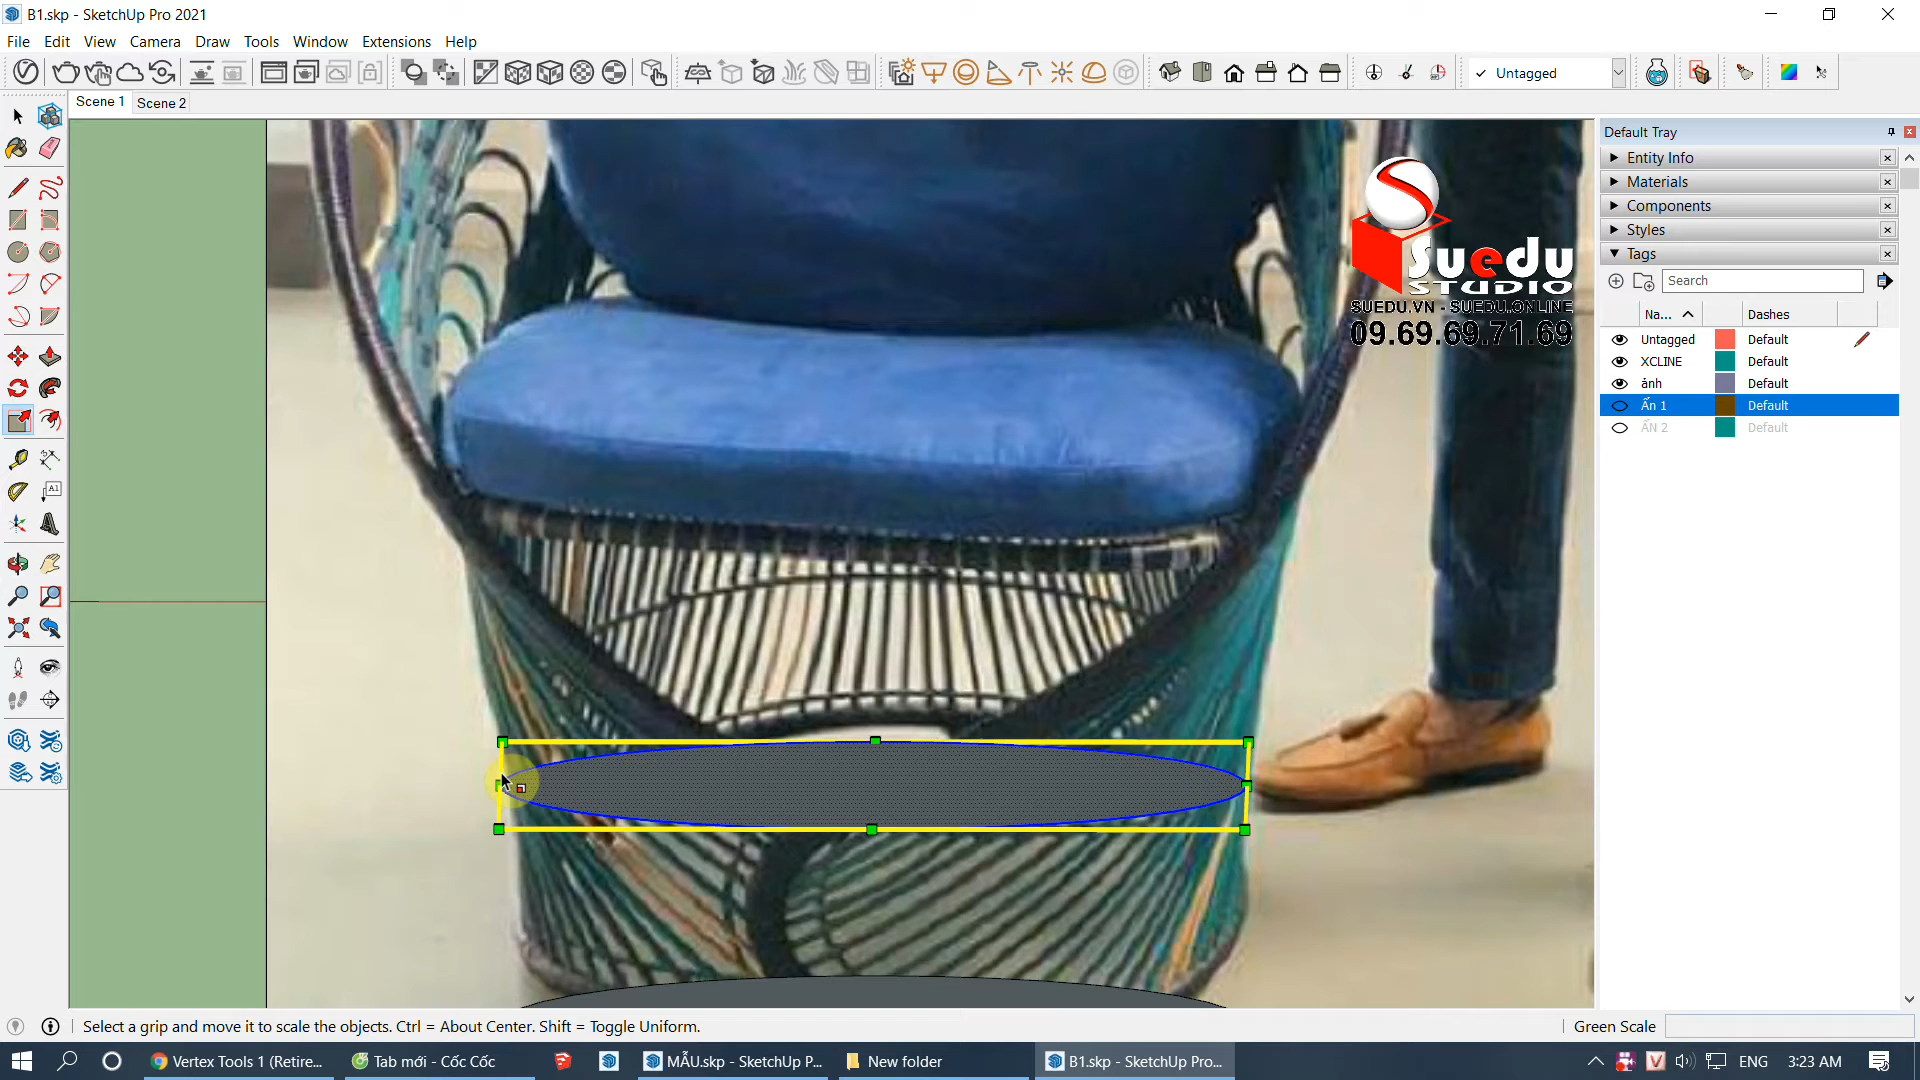 B1.skp - SketchUp Pro 2021
File Edit View Camera Draw Tools Window Extensions Help
Untagged
Scene 1 Scene 2
Default Tray
Entity Info
Materials
Components
Styles
Tags
Search
Na... Dashes
Untagged Default
XCLINE Default
ảnh Default
Ẩn 1 Default
ẨN 2 Default
Suedu
STUDIO
SUEDU.VN - SUEDU.ONLINE
09.69.69.71.69
A1
Select a grip and move it to scale the objects. Ctrl = About Center. Shift = Toggle Uniform.
Green Scale
Vertex Tools 1 (Retire...
Tab mới - Cốc Cốc
MẪU.skp - SketchUp P...
New folder
B1.skp - SketchUp Pro...
ENG
3:23 AM